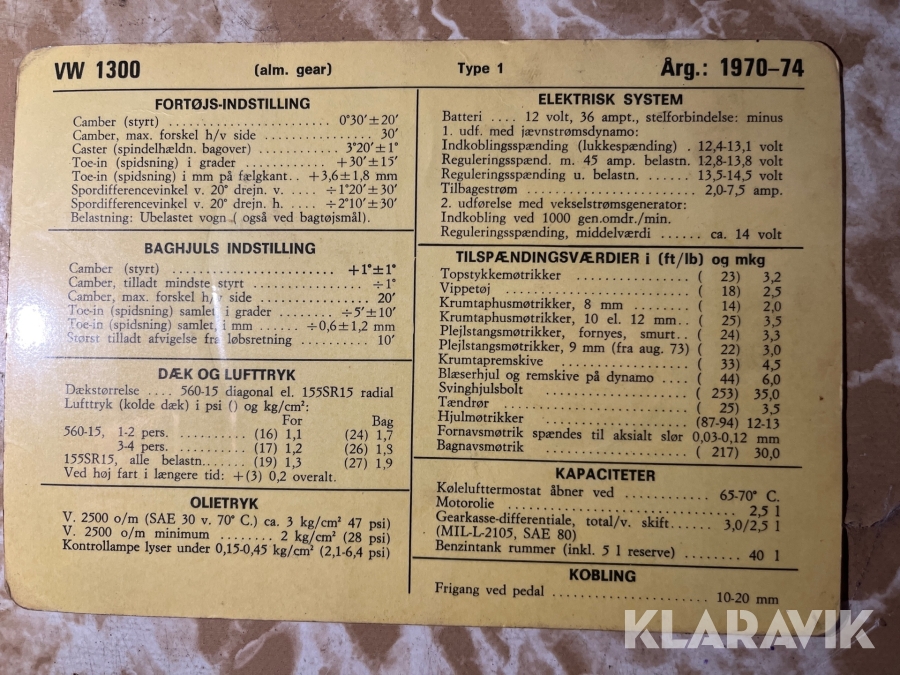 VW 1300 (alm. gear) Type 1 Årg.: 1970–74
FORTØJS-INDSTILLING
Camber (styrt) .................... 0°30'±20'
Camber, max. forskel h/v side .......... 30'
Caster (spindelhældn. bagover) ..... 3°20'±1°
Toe-in (spidsning) i grader ........ +30'±15'
Toe-in (spidsning) i mm på fælgkant.. +3,6±1,8 mm
Spordifferencevinkel v. 20° drejn. v. .... ÷1°20'±30'
Spordifferencevinkel v. 20° drejn. h. .... ÷2°10'±30'
Belastning: Ubelastet vogn ( også ved bagtøjsmål).
BAGHJULS INDSTILLING
Camber (styrt) .................... +1°±1°
Camber, tilladt mindste styrt ........... ÷1°
Camber, max. forskel h/v side .......... 20'
Toe-in (spidsning) samlet i grader ..... ÷5'±10'
Toe-in (spidsning) samlet, i mm .... ÷0,6±1,2 mm
Størst tilladt afvigelse fra løbsretning ..... 10'
DÆK OG LUFTTRYK
Dækstørrelse .... 560-15 diagonal el. 155SR15 radial
Lufttryk (kolde dæk) i psi () og kg/cm²:
For Bag
560-15, 1-2 pers. .......... (16) 1,1 (24) 1,7
3-4 pers. .......... (17) 1,2 (26) 1,8
155SR15, alle belastn....... (19) 1,3 (27) 1,9
Ved høj fart i længere tid: +(3) 0,2 overalt.
OLIETRYK
V. 2500 o/m (SAE 30 v. 70° C.) ca. 3 kg/cm² 47 psi)
V. 2500 o/m minimum ....... 2 kg/cm² (28 psi)
Kontrollampe lyser under 0,15-0,45 kg/cm² (2,1-6,4 psi)
ELEKTRISK SYSTEM
Batteri .... 12 volt, 36 ampt., stelforbindelse: minus
1. udf. med jævnstrømsdynamo:
Indkoblingsspænding (lukkespænding) . 12,4-13,1 volt
Reguleringsspænd. m. 45 amp. belastn. 12,8-13,8 volt
Reguleringsspænding u. belastn. ...... 13,5-14,5 volt
Tilbagestrøm .................... 2,0-7,5 amp.
2. udførelse med vekselstrømsgenerator:
Indkobling ved 1000 gen.omdr./min.
Reguleringsspænding, middelværdi ...... ca. 14 volt
TILSPÆNDINGSVÆRDIER i (ft/lb) og mkg
Topstykkemøtrikker .................... ( 23) 3,2
Vippetøj .................... ( 18) 2,5
Krumtaphusmøtrikker, 8 mm ........ ( 14) 2,0
Krumtaphusmøtrikker, 10 el. 12 mm.. ( 25) 3,5
Plejlstangsmøtrikker, fornyes, smurt.. ( 24) 3,3
Plejlstangsmøtrikker, 9 mm (fra aug. 73) ( 22) 3,0
Krumtapremskive .................... ( 33) 4,5
Blæserhjul og remskive på dynamo .... ( 44) 6,0
Svinghjulsbolt .................... ( 253) 35,0
Tændrør .................... ( 25) 3,5
Hjulmøtrikker .................... (87-94) 12-13
Fornavsmøtrik spændes til aksialt slør 0,03-0,12 mm
Bagnavsmøtrik .................... ( 217) 30,0
KAPACITETER
Kølelufttermostat åbner ved ............ 65-70° C.
Motorolie .................... 2,5 l
Gearkasse-differentiale, total/v. skift...... 3,0/2,5 l
(MIL-L-2105, SAE 80)
Benzintank rummer (inkl. 5 l reserve) ........ 40 l
KOBLING
Frigang ved pedal .................... 10-20 mm
KLARAVIK